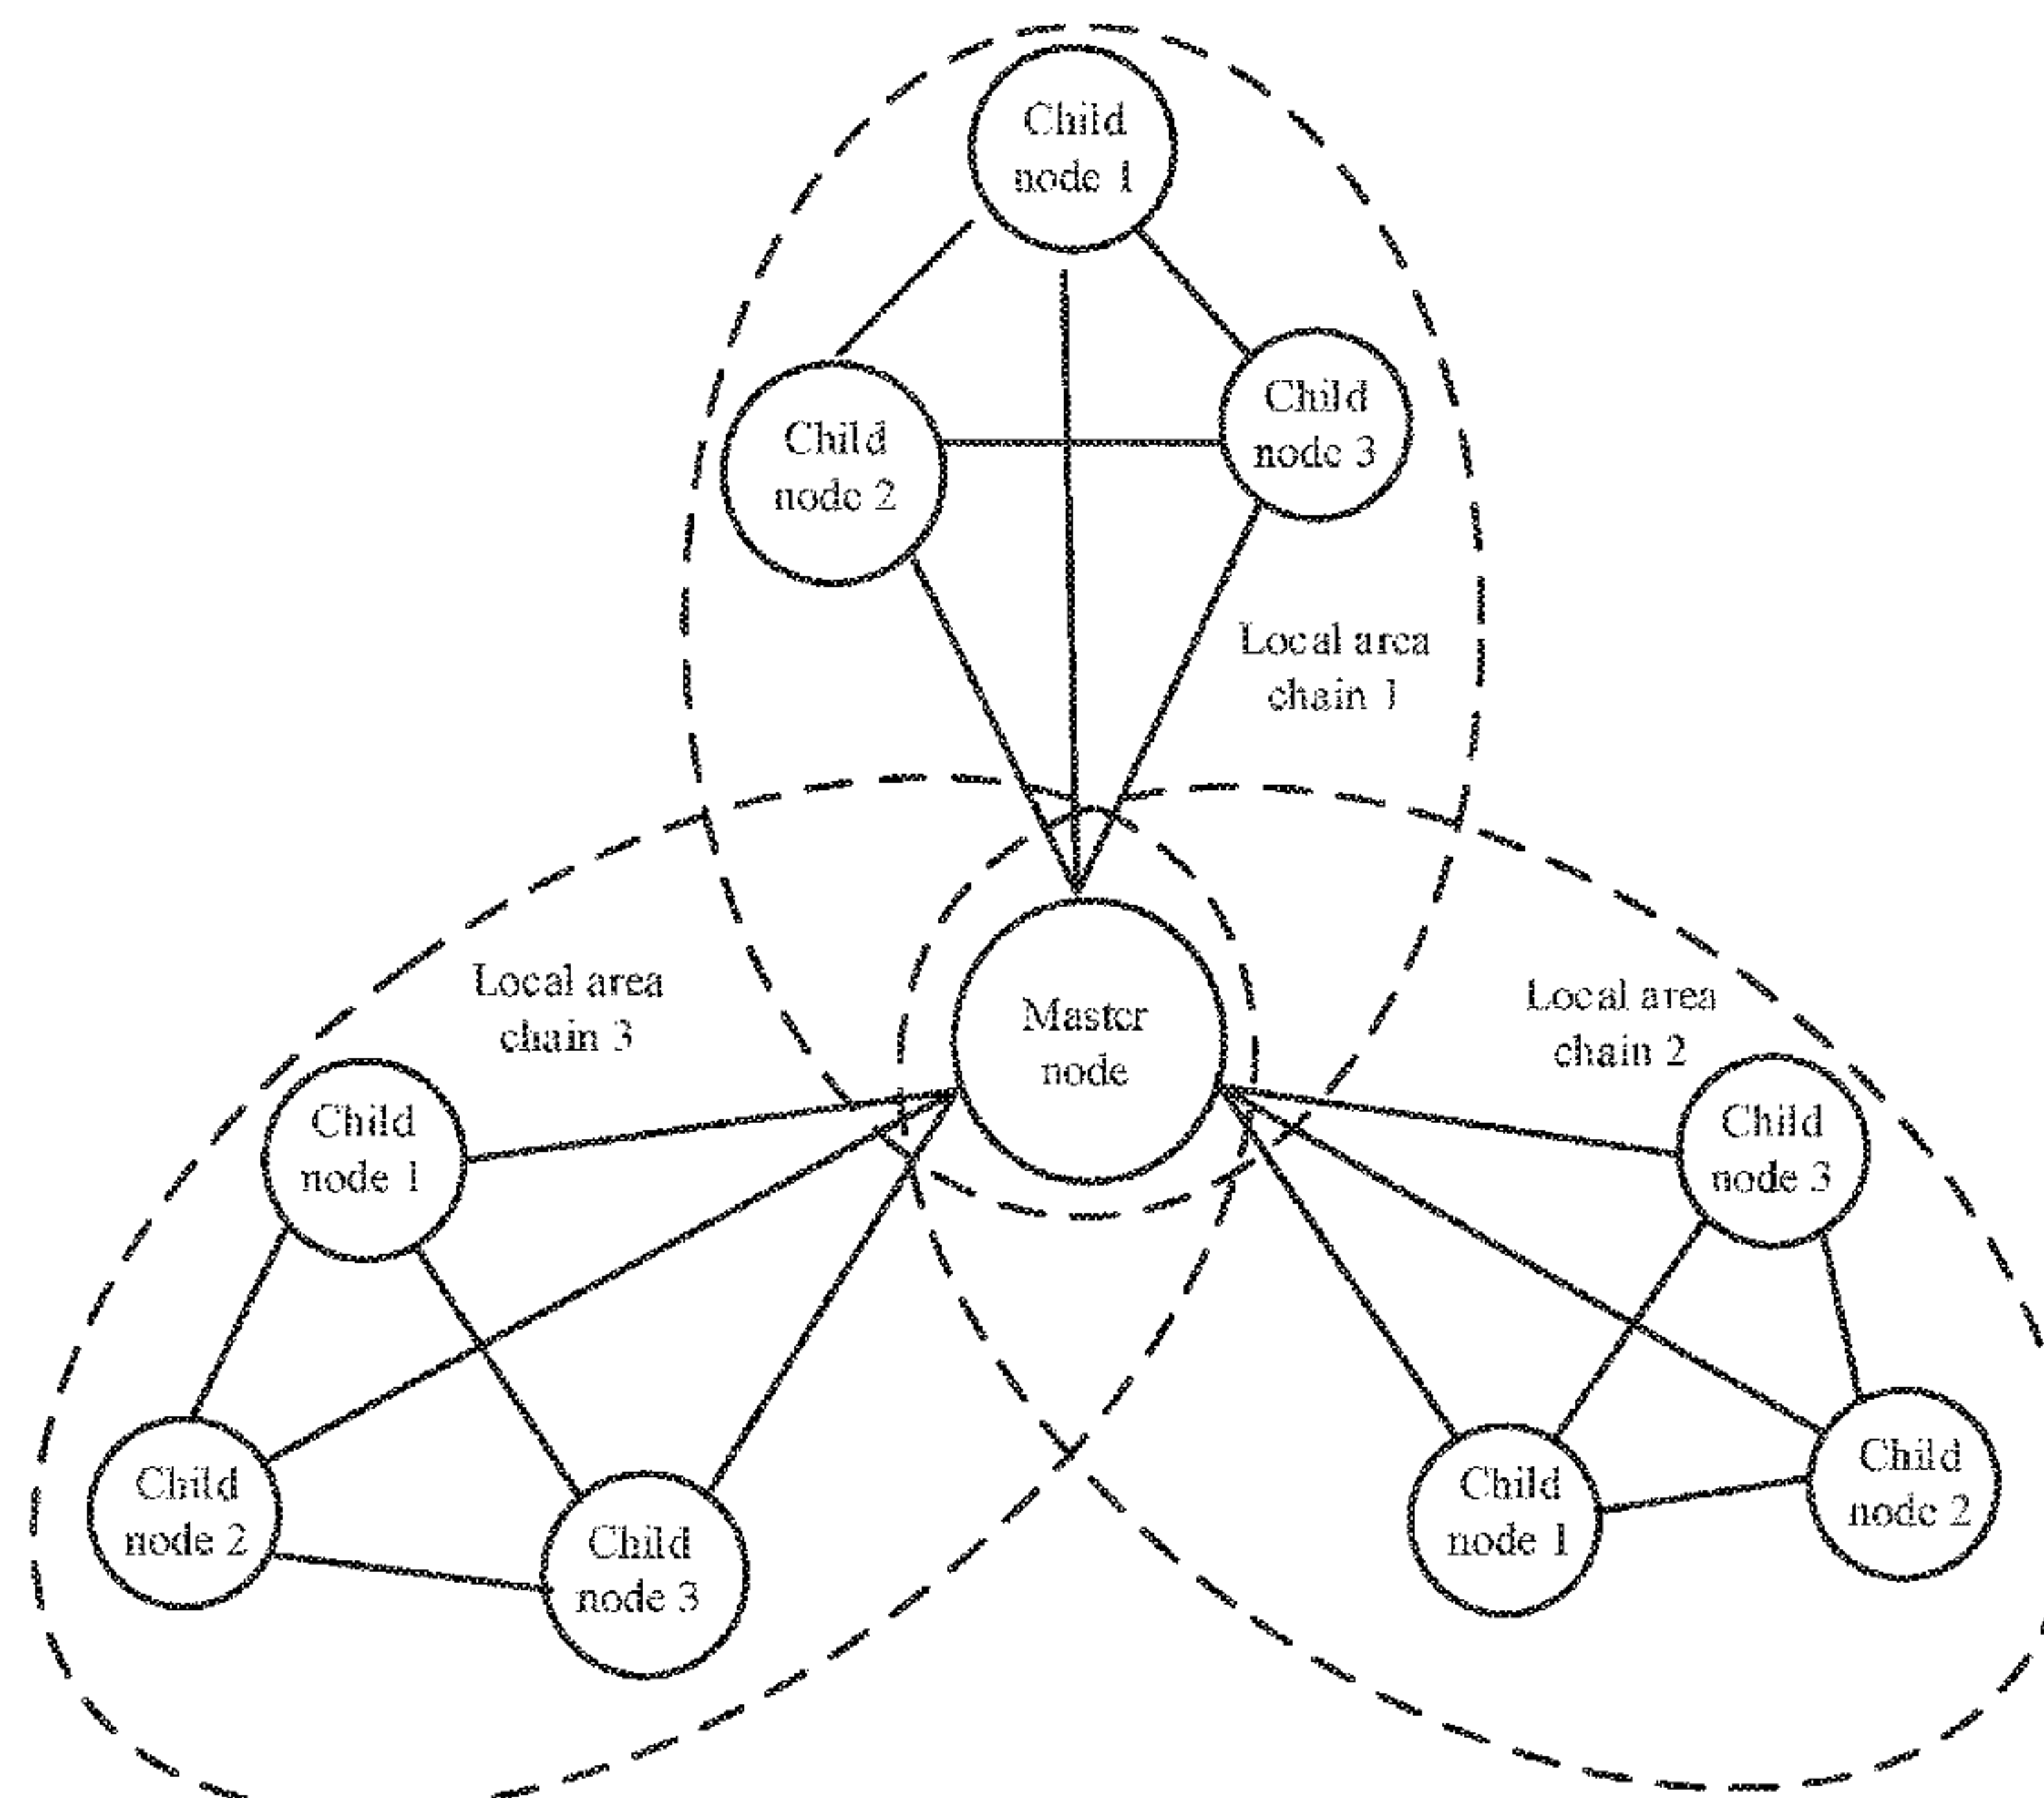 Child
node 1
Child
node 2
Child
node 3
Local area
chain 1
Master
node
Local area
chain 3
Child
node 1
Child
node 2
Child
node 3
Local area
chain 2
Child
node 3
Child
node 1
Child
node 2